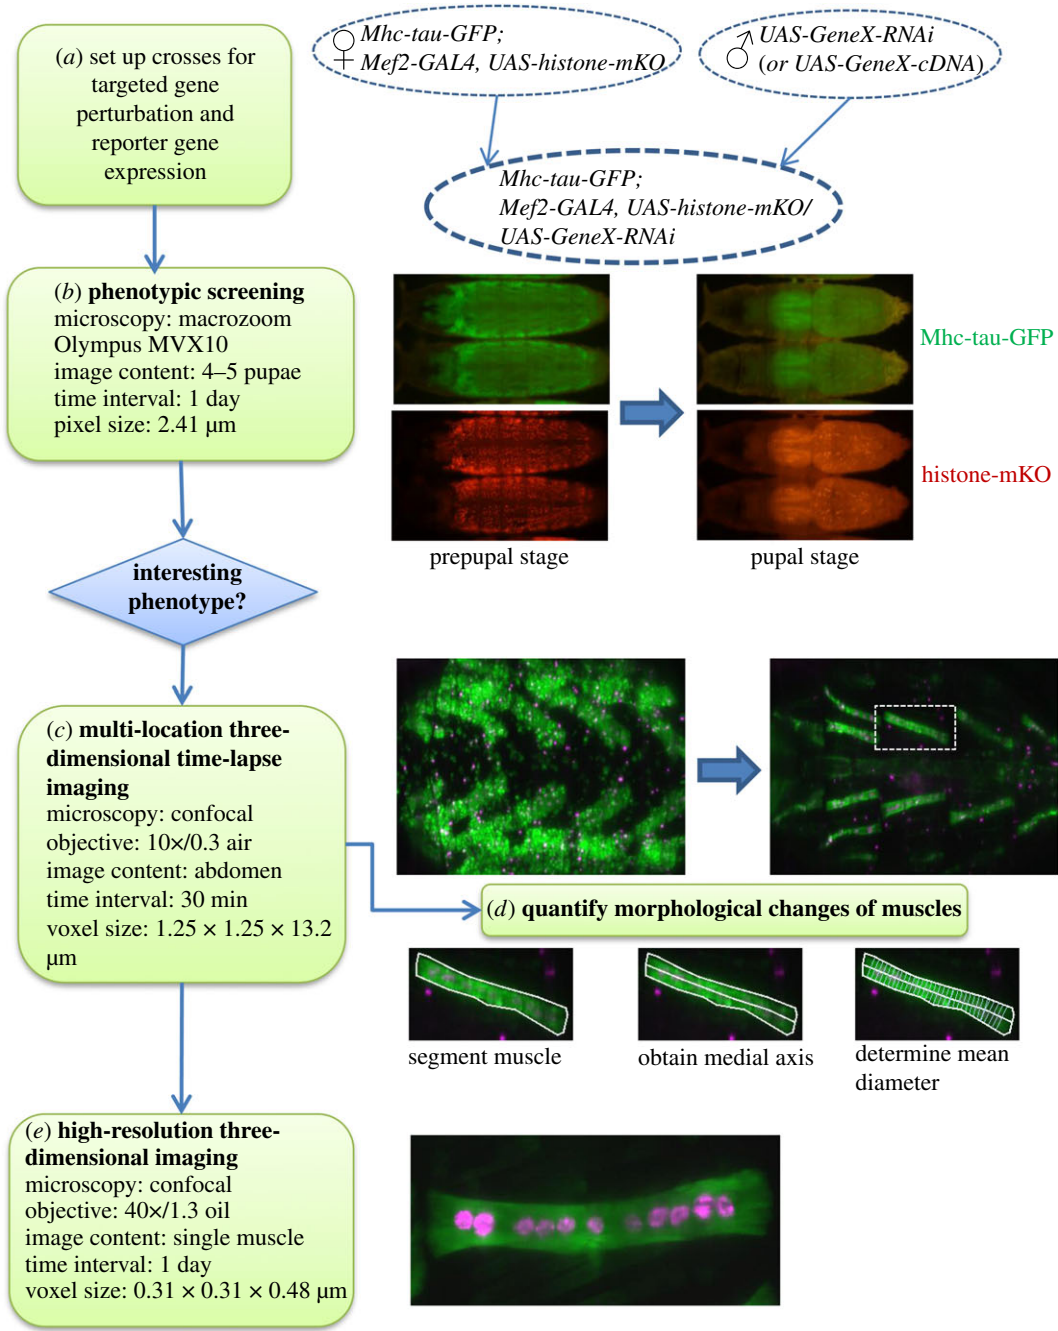 (a) set up crosses for
targeted gene
perturbation and
reporter gene
expression
♀ Mhc-tau-GFP;
Mef2-GAL4, UAS-histone-mKO
♂ UAS-GeneX-RNAi
(or UAS-GeneX-cDNA)
Mhc-tau-GFP;
Mef2-GAL4, UAS-histone-mKO/
UAS-GeneX-RNAi
(b) phenotypic screening
microscopy: macrozoom
Olympus MVX10
image content: 4–5 pupae
time interval: 1 day
pixel size: 2.41 µm
Mhc-tau-GFP
histone-mKO
prepupal stage
pupal stage
interesting
phenotype?
(c) multi-location three-
dimensional time-lapse
imaging
microscopy: confocal
objective: 10×/0.3 air
image content: abdomen
time interval: 30 min
voxel size: 1.25 × 1.25 × 13.2
µm
(d) quantify morphological changes of muscles
segment muscle
obtain medial axis
determine mean
diameter
(e) high-resolution three-
dimensional imaging
microscopy: confocal
objective: 40×/1.3 oil
image content: single muscle
time interval: 1 day
voxel size: 0.31 × 0.31 × 0.48 µm